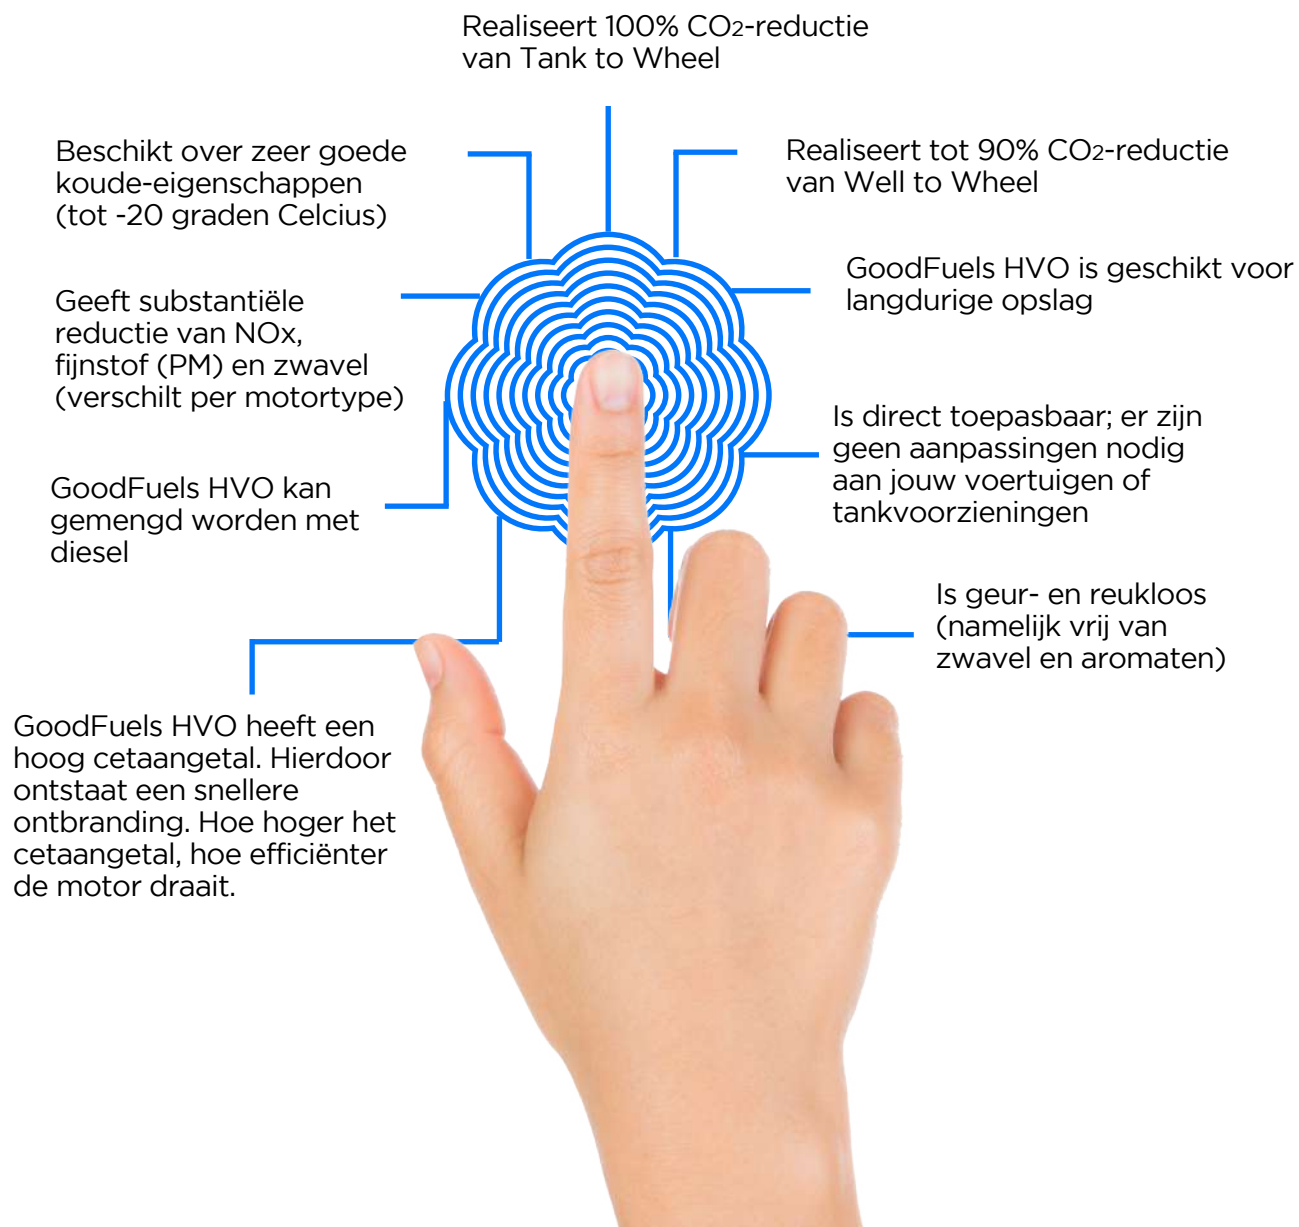 Realiseert 100% CO2-reductie
van Tank to Wheel
Beschikt over zeer goede
koude-eigenschappen
(tot -20 graden Celcius)
Realiseert tot 90% CO2-reductie
van Well to Wheel
Geeft substantiële
reductie van NOx,
fijnstof (PM) en zwavel
(verschilt per motortype)
GoodFuels HVO is geschikt voor
langdurige opslag
GoodFuels HVO kan
gemengd worden met
diesel
Is direct toepasbaar; er zijn
geen aanpassingen nodig
aan jouw voertuigen of
tankvoorzieningen
Is geur- en reukloos
(namelijk vrij van
zwavel en aromaten)
GoodFuels HVO heeft een
hoog cetaangetal. Hierdoor
ontstaat een snellere
ontbranding. Hoe hoger het
cetaangetal, hoe efficiënter
de motor draait.